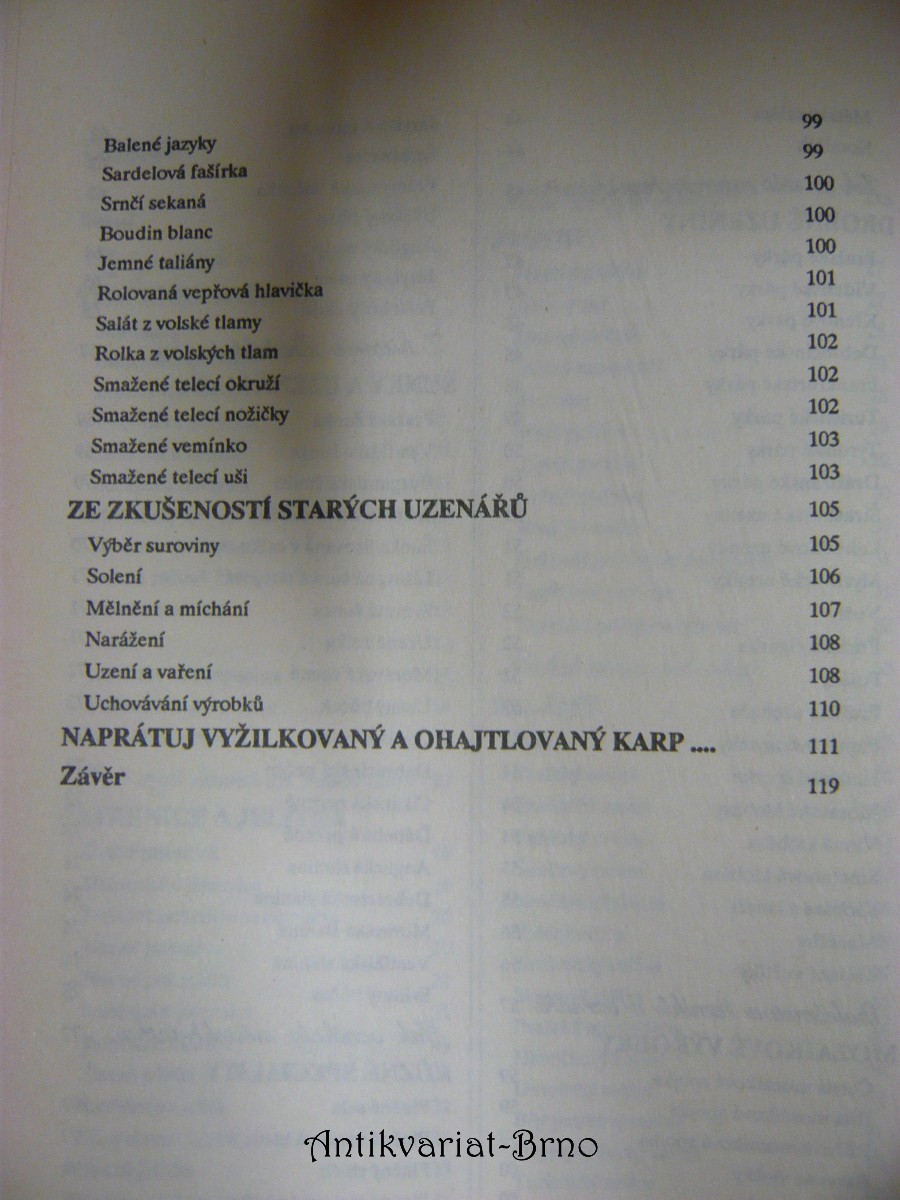 Balené jazyky 99
Sardelová fašírka 99
Srnčí sekaná 100
Boudin blanc 100
Jemné taliány 100
Rolovaná vepřová hlavička 101
Salát z volské tlamy 101
Rolka z volských tlam 102
Smažené telecí okruží 102
Smažené telecí nožičky 102
Smažené vemínko 103
Smažené telecí uši 103
ZE ZKUŠENOSTÍ STARÝCH UZENÁŘŮ 105
Výběr suroviny 105
Solení 106
Mělnění a míchání 107
Narážení 108
Uzení a vaření 108
Uchovávání výrobků 110
NAPRÁTUJ VYŽILKOVANÝ A OHAJTLOVANÝ KARP .... 111
Závěr 119
Antikvariat-Brno